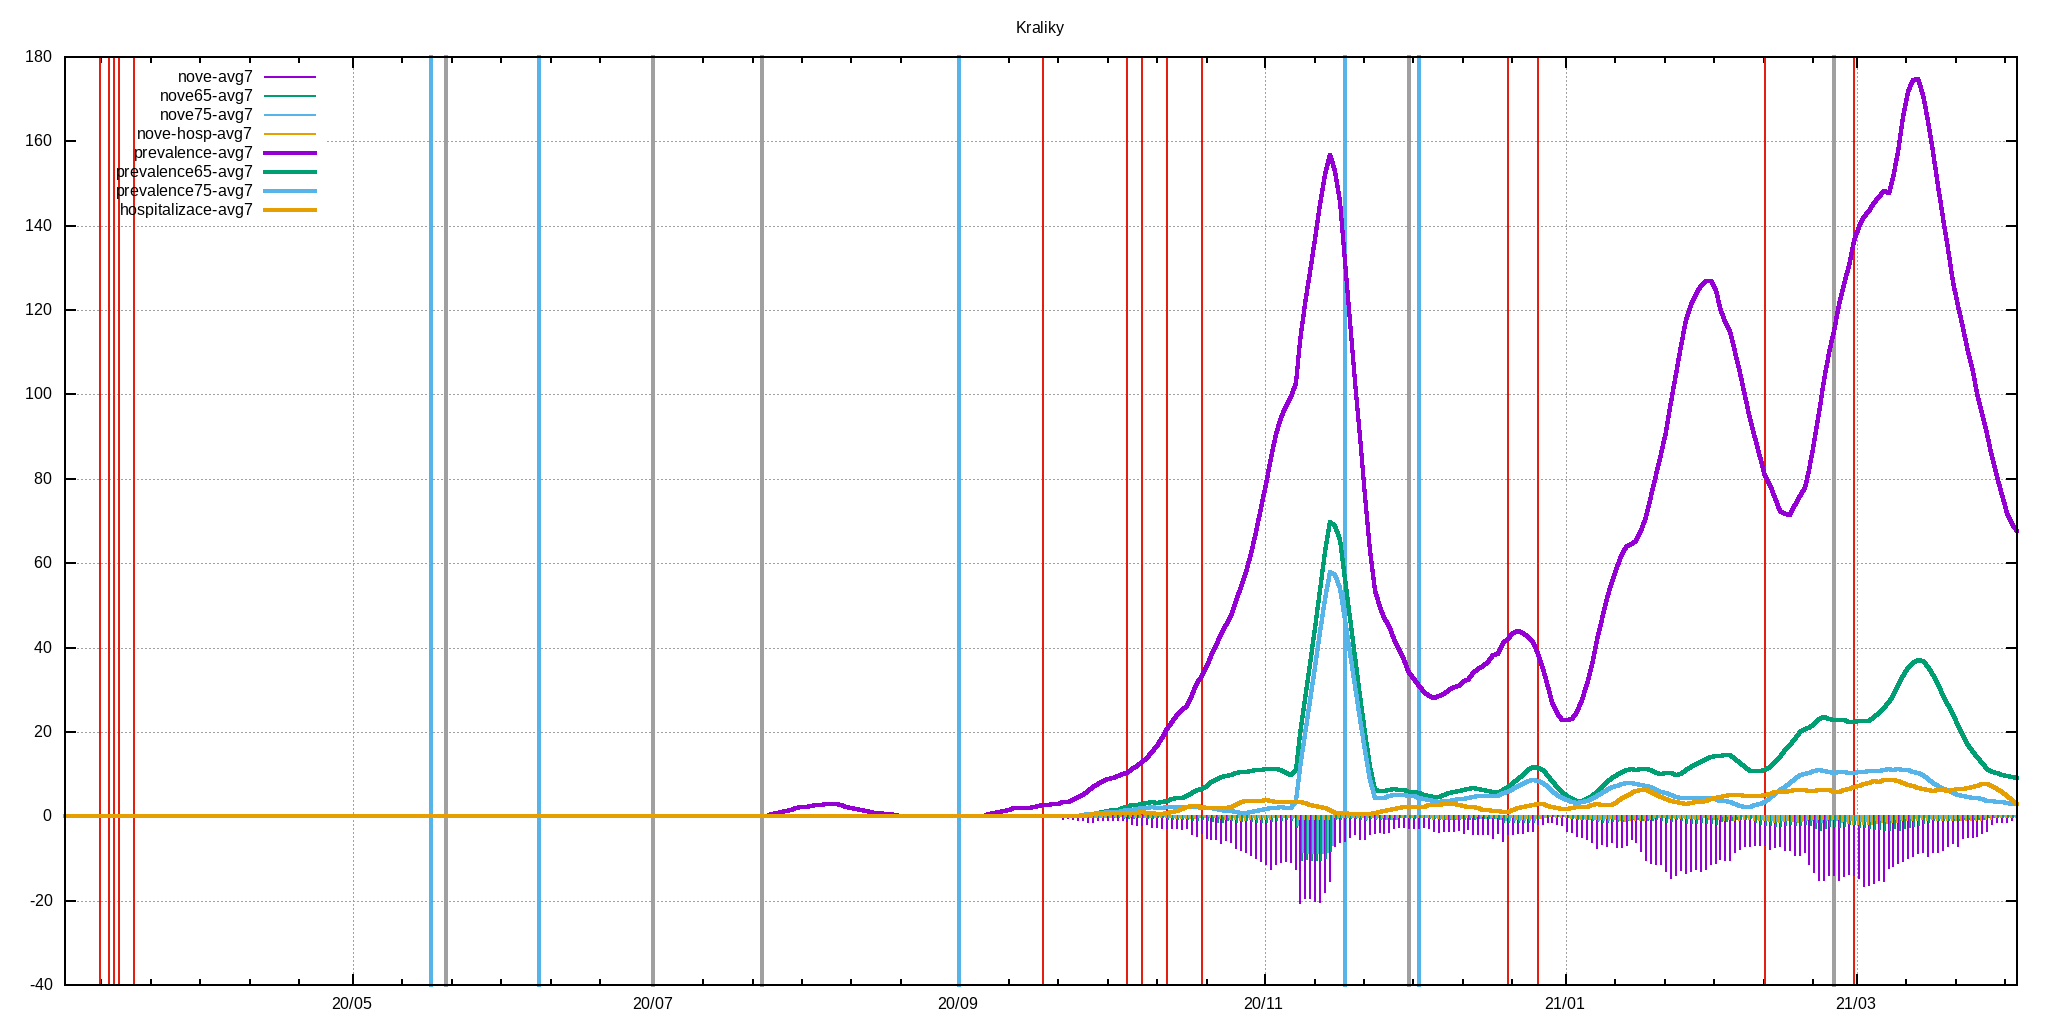 Kraliky
180
160
140
120
100
80
60
40
20
0
-20
-40
nove-avg7
nove65-avg7
nove75-avg7
nove-hosp-avg7
prevalence-avg7
prevalence65-avg7
prevalence75-avg7
hospitalizace-avg7
20/05 20/07 20/09 20/11 21/01 21/03